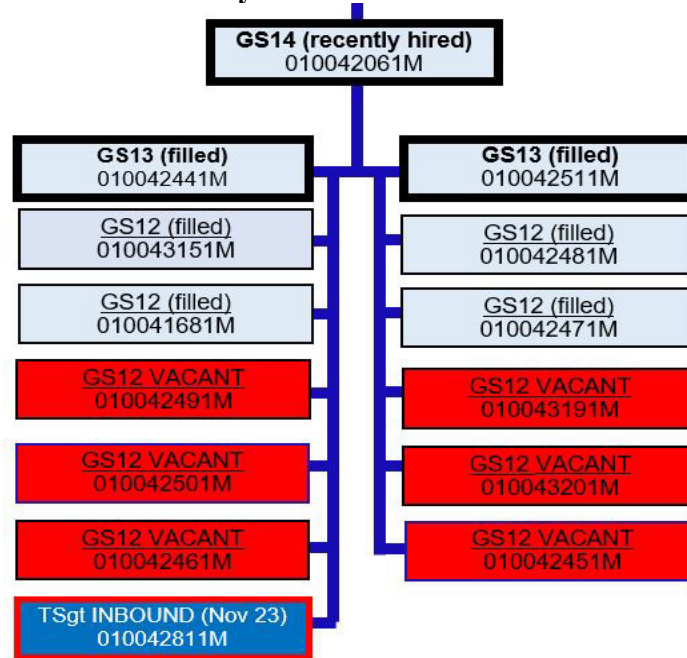 GS14 (recently hired)
010042061M
GS13 (filled)
010042441M
GS12 (filled)
010043151M
GS12 (filled)
010041681M
GS12 VACANT
010042491M
GS12 VACANT
010042501M
GS12 VACANT
010042461M
TSgt INBOUND (Nov 23)
010042811M
GS13 (filled)
010042511M
GS12 (filled)
010042481M
GS12 (filled)
010042471M
GS12 VACANT
010043191M
GS12 VACANT
010043201M
GS12 VACANT
010042451M